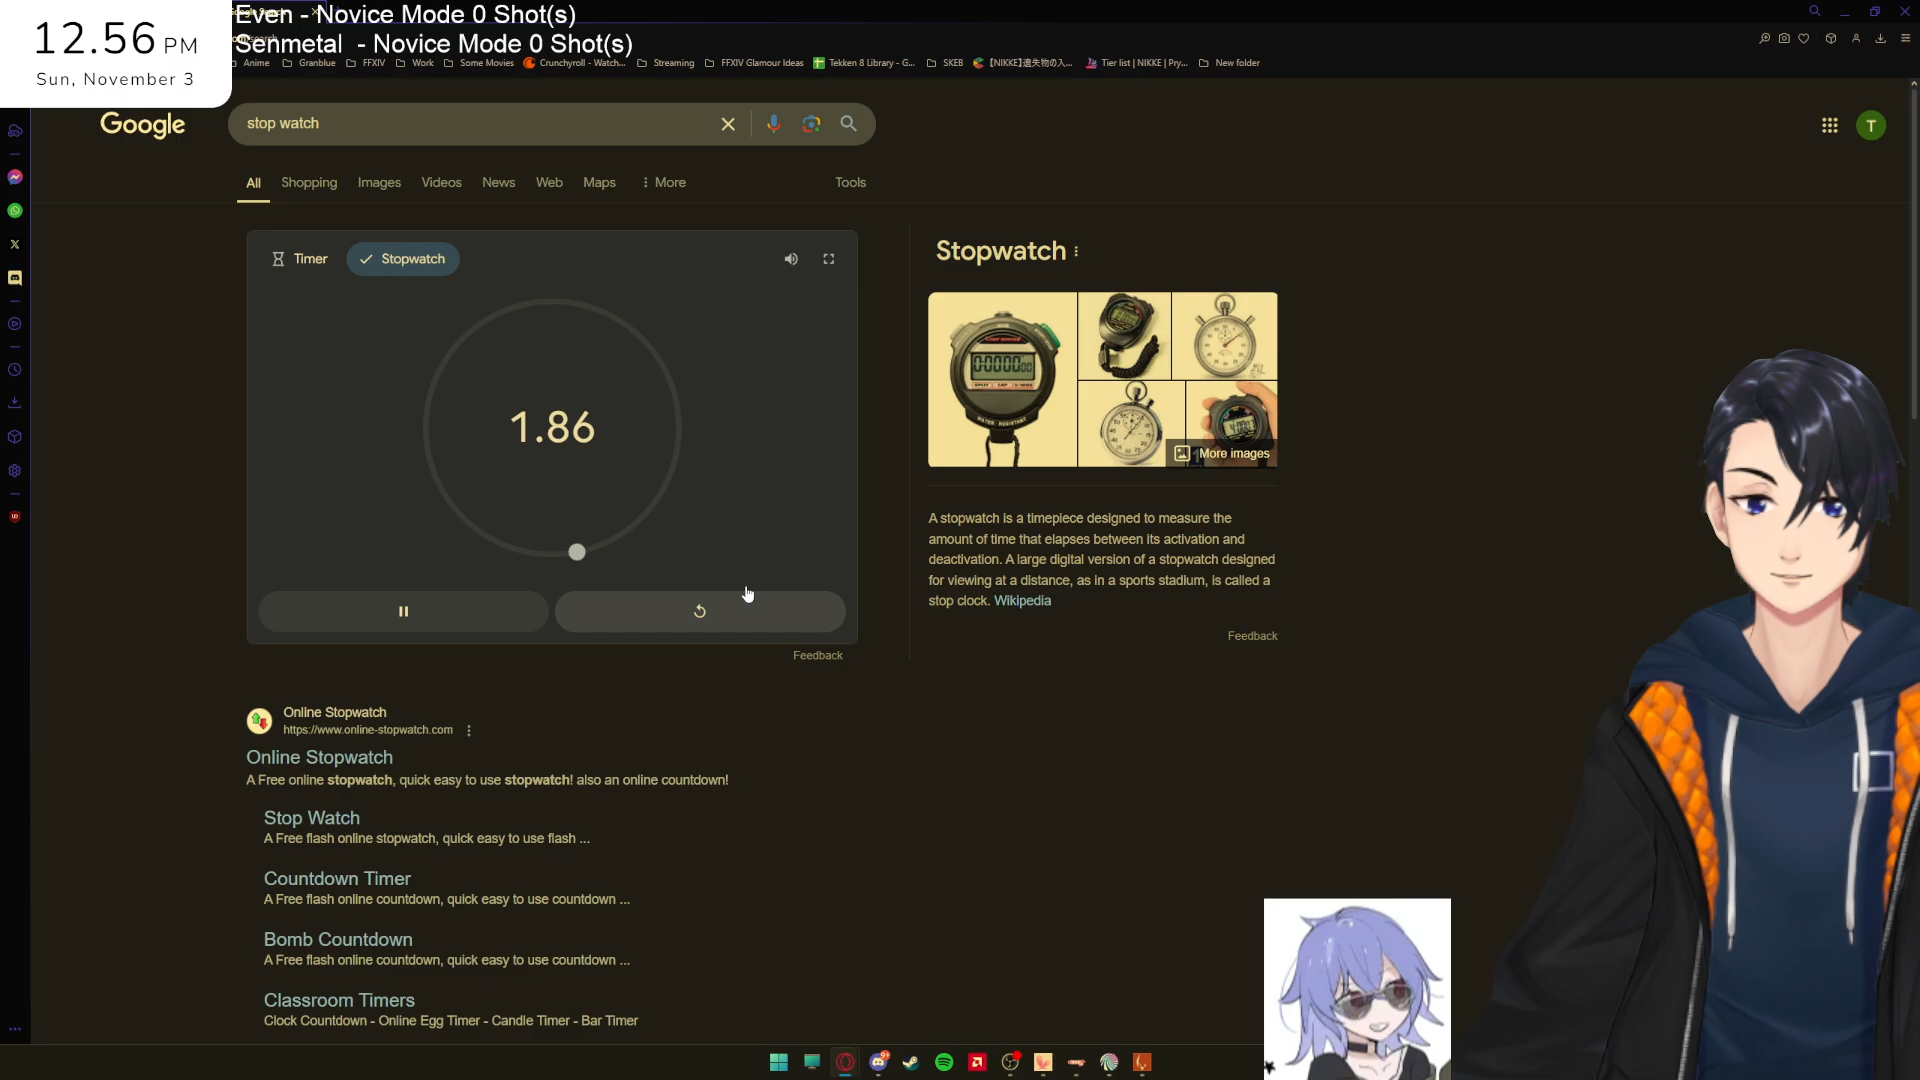 12.56 PM
Sun, November 3
Even - Novice Mode 0 Shot(s)
Senmetal - Novice Mode 0 Shot(s)
Anime
Granblue
FFXIV
Work
Some Movies
Crunchyroll - Watch...
Streaming
FFXIV Glamour Ideas
Tekken 8 Library - G...
SKEB
【NIKKE】遺失物の入...
Tier list | NIKKE | Pry...
New folder
Google
stop watch
T
All
Shopping
Images
Videos
News
Web
Maps
More
Tools
Timer
Stopwatch
1.86
Feedback
Stopwatch
More images
A stopwatch is a timepiece designed to measure the
amount of time that elapses between its activation and
deactivation. A large digital version of a stopwatch designed
for viewing at a distance, as in a sports stadium, is called a
stop clock. Wikipedia
Feedback
Online Stopwatch
https://www.online-stopwatch.com
Online Stopwatch
A Free online stopwatch, quick easy to use stopwatch! also an online countdown!
Stop Watch
A Free flash online stopwatch, quick easy to use flash ...
Countdown Timer
A Free flash online countdown, quick easy to use countdown ...
Bomb Countdown
A Free flash online countdown, quick easy to use countdown ...
Classroom Timers
Clock Countdown - Online Egg Timer - Candle Timer - Bar Timer